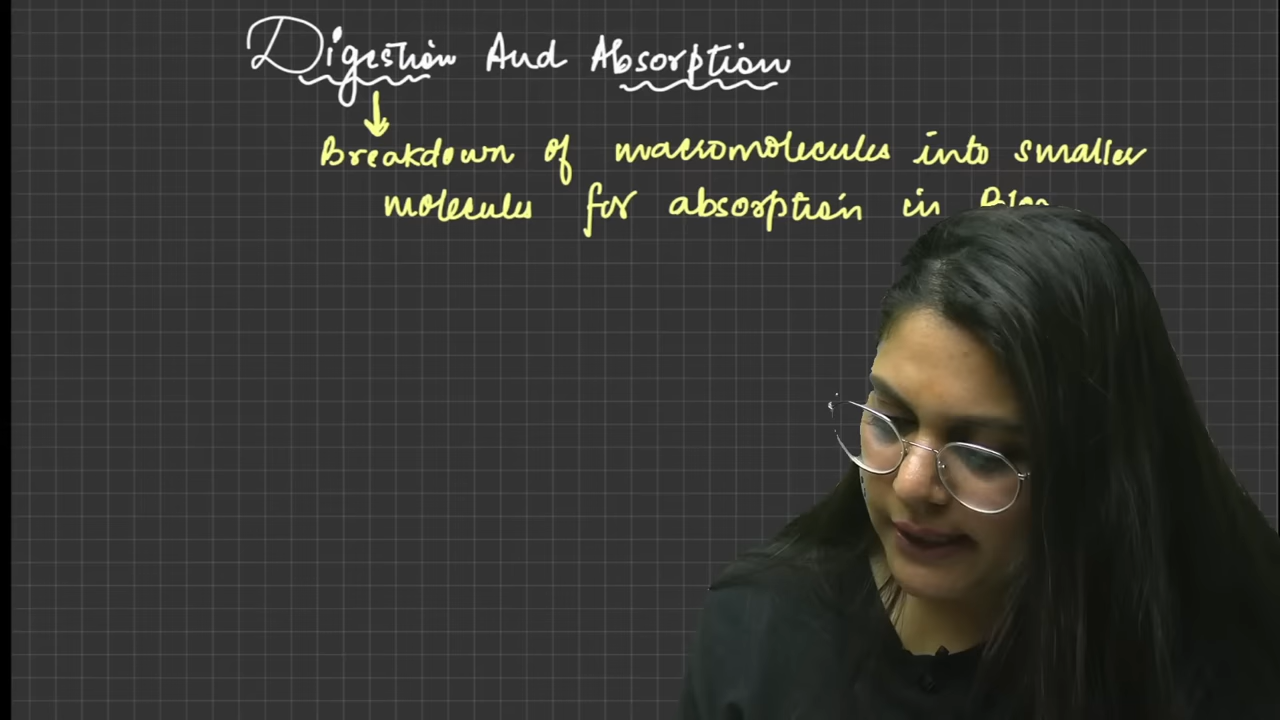 Digestion And Absorption
Breakdown of macromolecules into smaller
molecules for absorption in